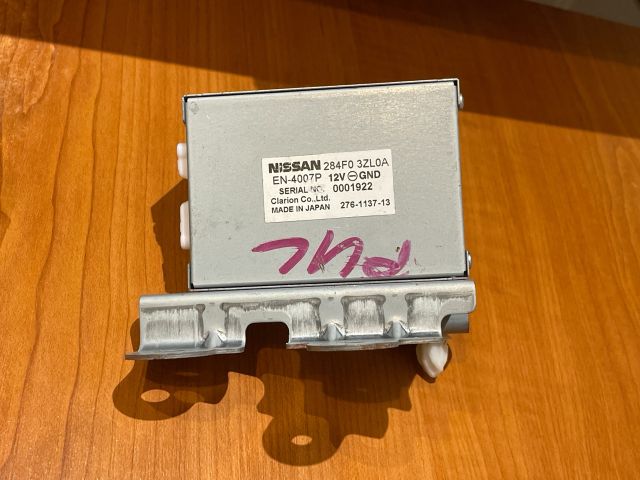 NISSAN 284F0 3ZL0A
EN-4007P 12V⊖GND
SERIAL NO. 0001922
Clarion Co.,Ltd.
MADE IN JAPAN 276-1137-13